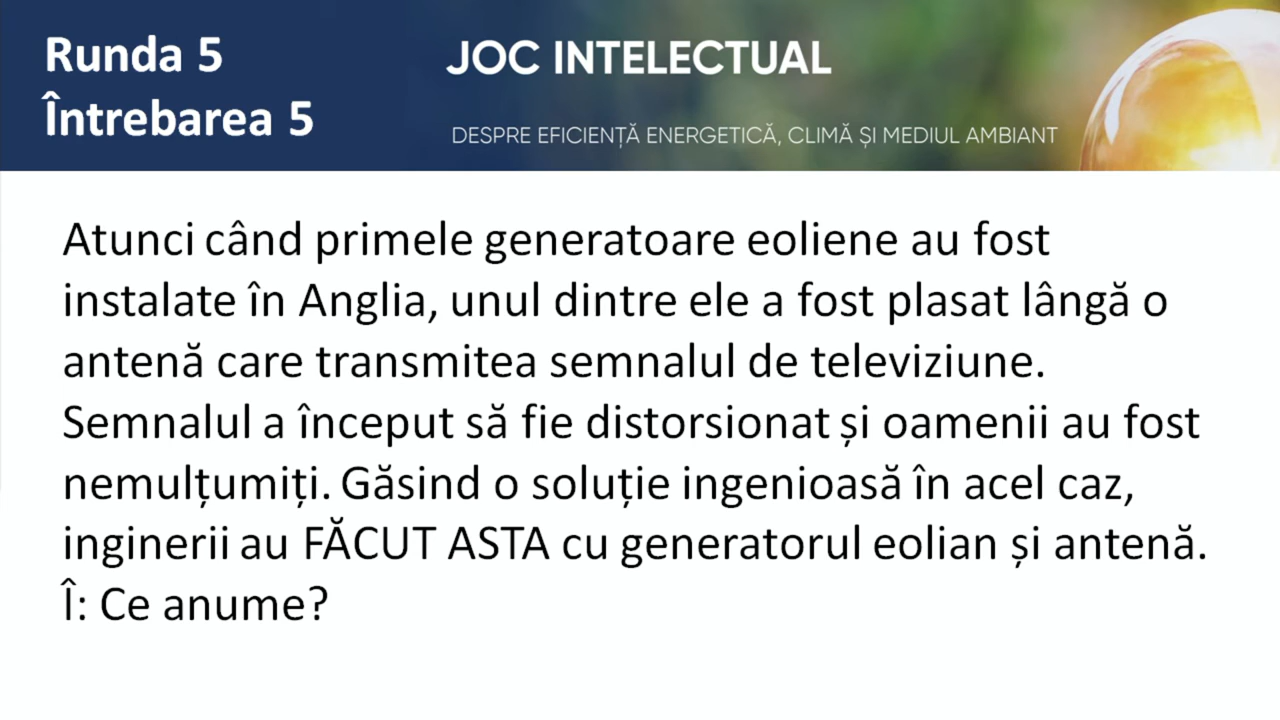 Runda 5
Întrebarea 5
JOC INTELECTUAL
DESPRE EFICIENȚĂ ENERGETICĂ, CLIMĂ ȘI MEDIUL AMBIANT
Atunci când primele generatoare eoliene au fost
instalate în Anglia, unul dintre ele a fost plasat lângă o
antenă care transmitea semnalul de televiziune.
Semnalul a început să fie distorsionat și oamenii au fost
nemulțumiți. Găsind o soluție ingenioasă în acel caz,
inginerii au FĂCUT ASTA cu generatorul eolian și antenă.
Î: Ce anume?